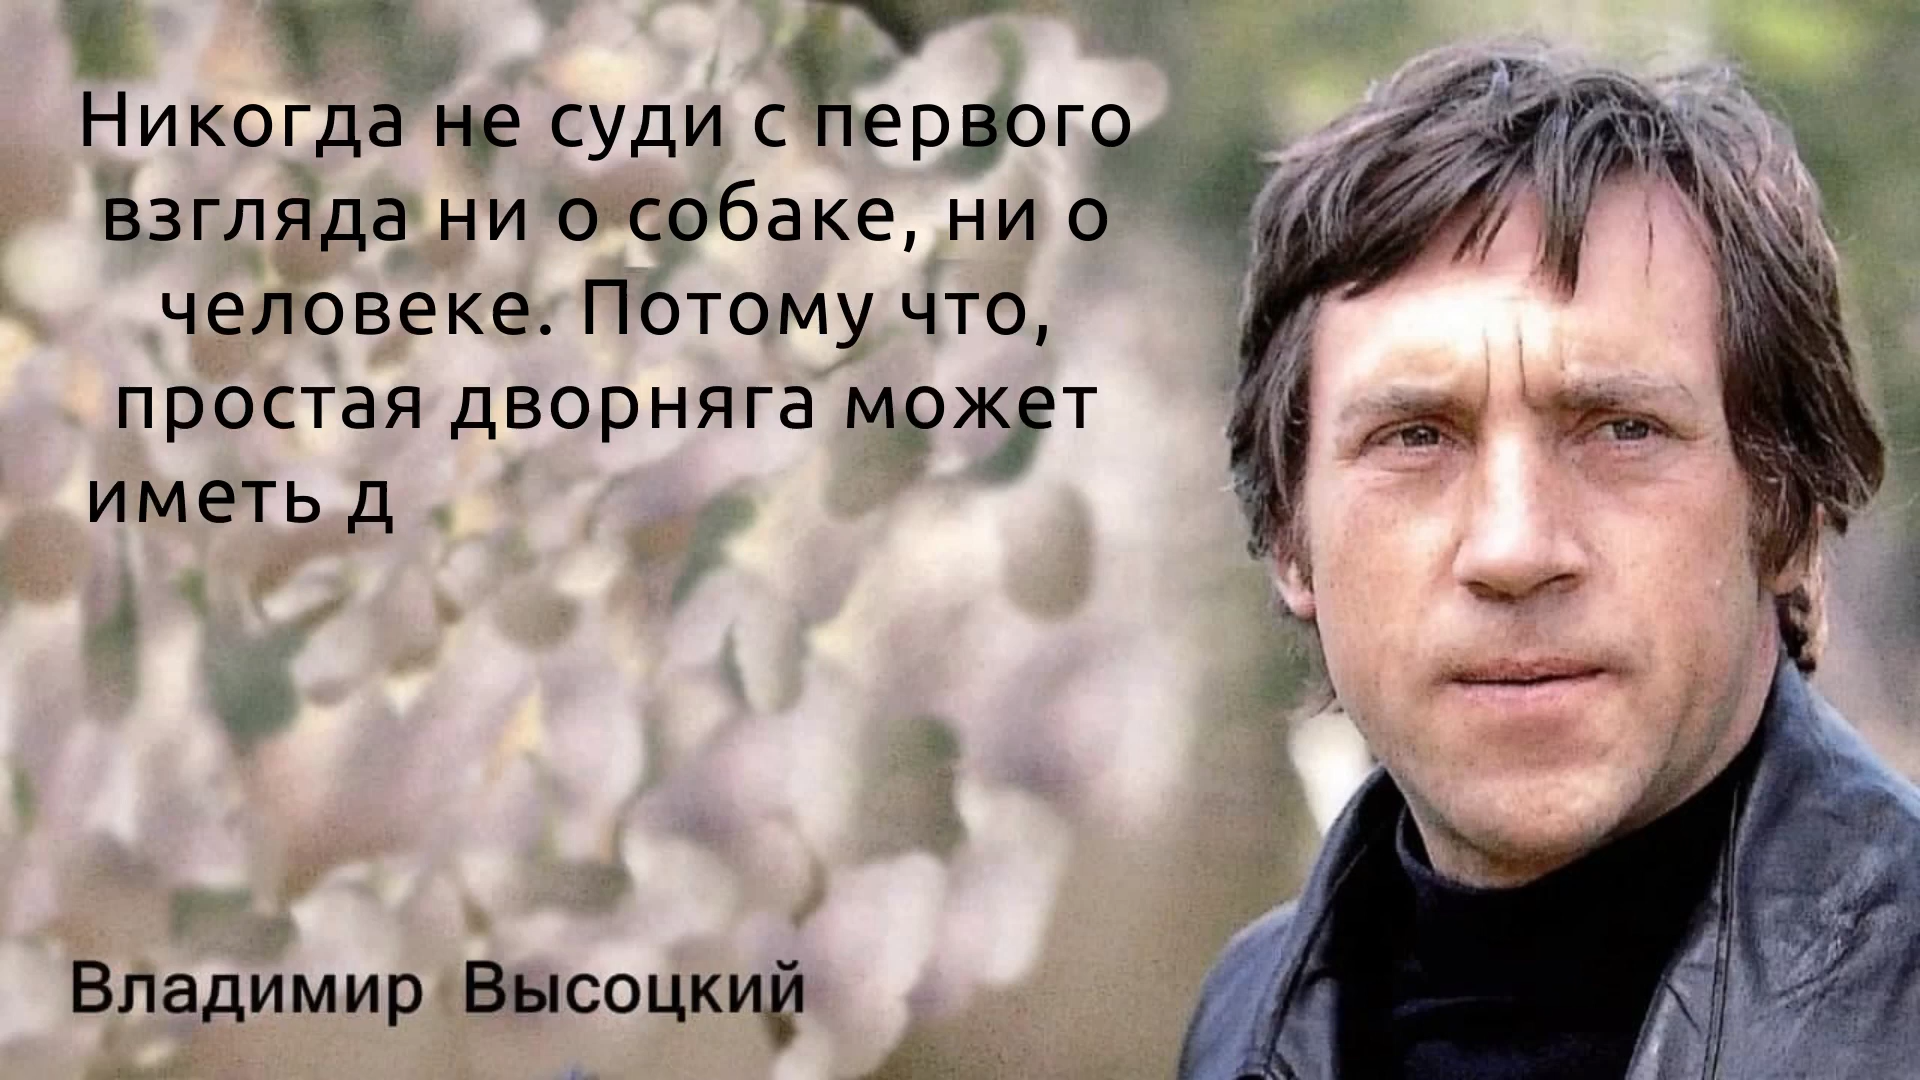 Никогда не суди с первого
взгляда ни о собаке, ни о
человеке. Потому что,
простая дворняга может
иметь д
Владимир Высоцкий